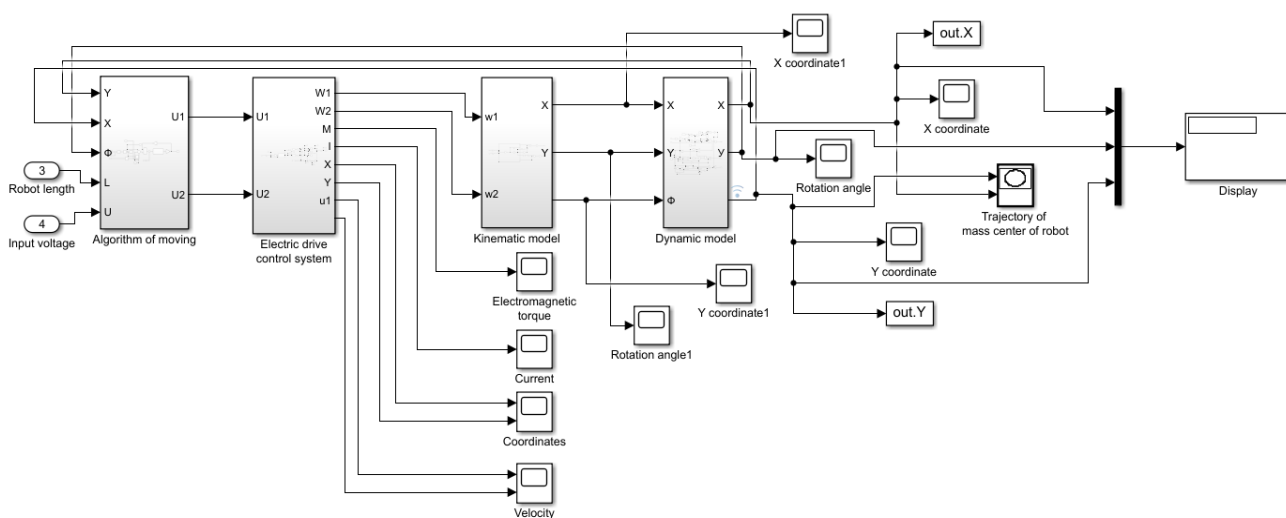 out.X
X coordinate1
Y
X
Ф
L
U
U1
U2
3
Robot length
4
Input voltage
Algorithm of moving
U1
U2
W1
W2
M
I
X
Y
u1
Electric drive
control system
w1
w2
X
Y
Kinematic model
X
Y
Ф
X
У
Dynamic model
X coordinate
Rotation angle
Trajectory of
mass center of robot
Display
Y coordinate
out.Y
Electromagnetic
torque
Y coordinate1
Rotation angle1
Current
Coordinates
Velocity